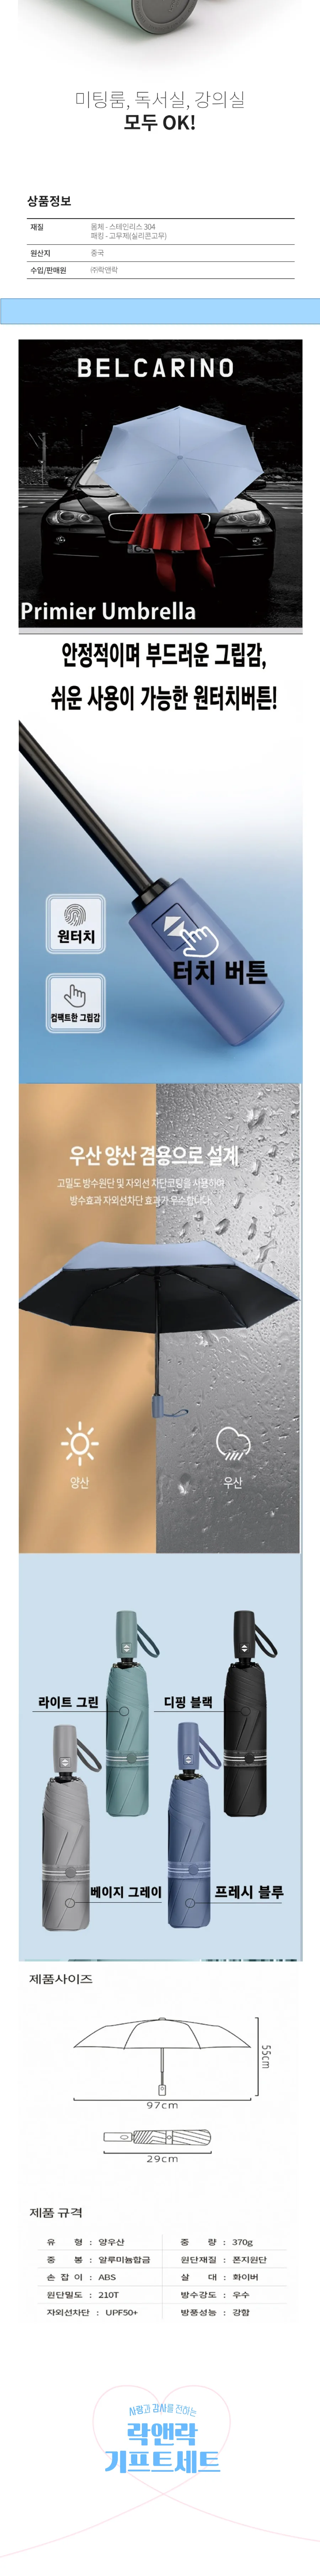 미팅룸, 독서실, 강의실
모두 OK!
상품정보
재질 몸체 - 스테인리스 304
패킹 - 고무제(실리콘고무)
원산지 중국
수입/판매원 ㈜락앤락
BELCARINO
Primier Umbrella
안정적이며 부드러운 그립감,
쉬운 사용이 가능한 원터치버튼!
원터치
터치 버튼
컴팩트한 그립감
우산 양산 겸용으로 설계
고밀도 방수원단 및 자외선 차단코팅을 사용하여
방수효과 자외선차단 효과가 우수합니다.
양산
우산
라이트 그린
디핑 블랙
베이지 그레이
프레시 블루
제품사이즈
55cm
97cm
29cm
제품 규격
유 형 : 양우산 중 량 : 370g
중 봉 : 알루미늄합금 원단재질 : 폰지원단
손 잡 이 : ABS 살 대 : 화이버
원단밀도 : 210T 방수강도 : 우수
자외선차단 : UPF50+ 방풍성능 : 강함
사랑과 감사를 전하는
락앤락
기프트세트